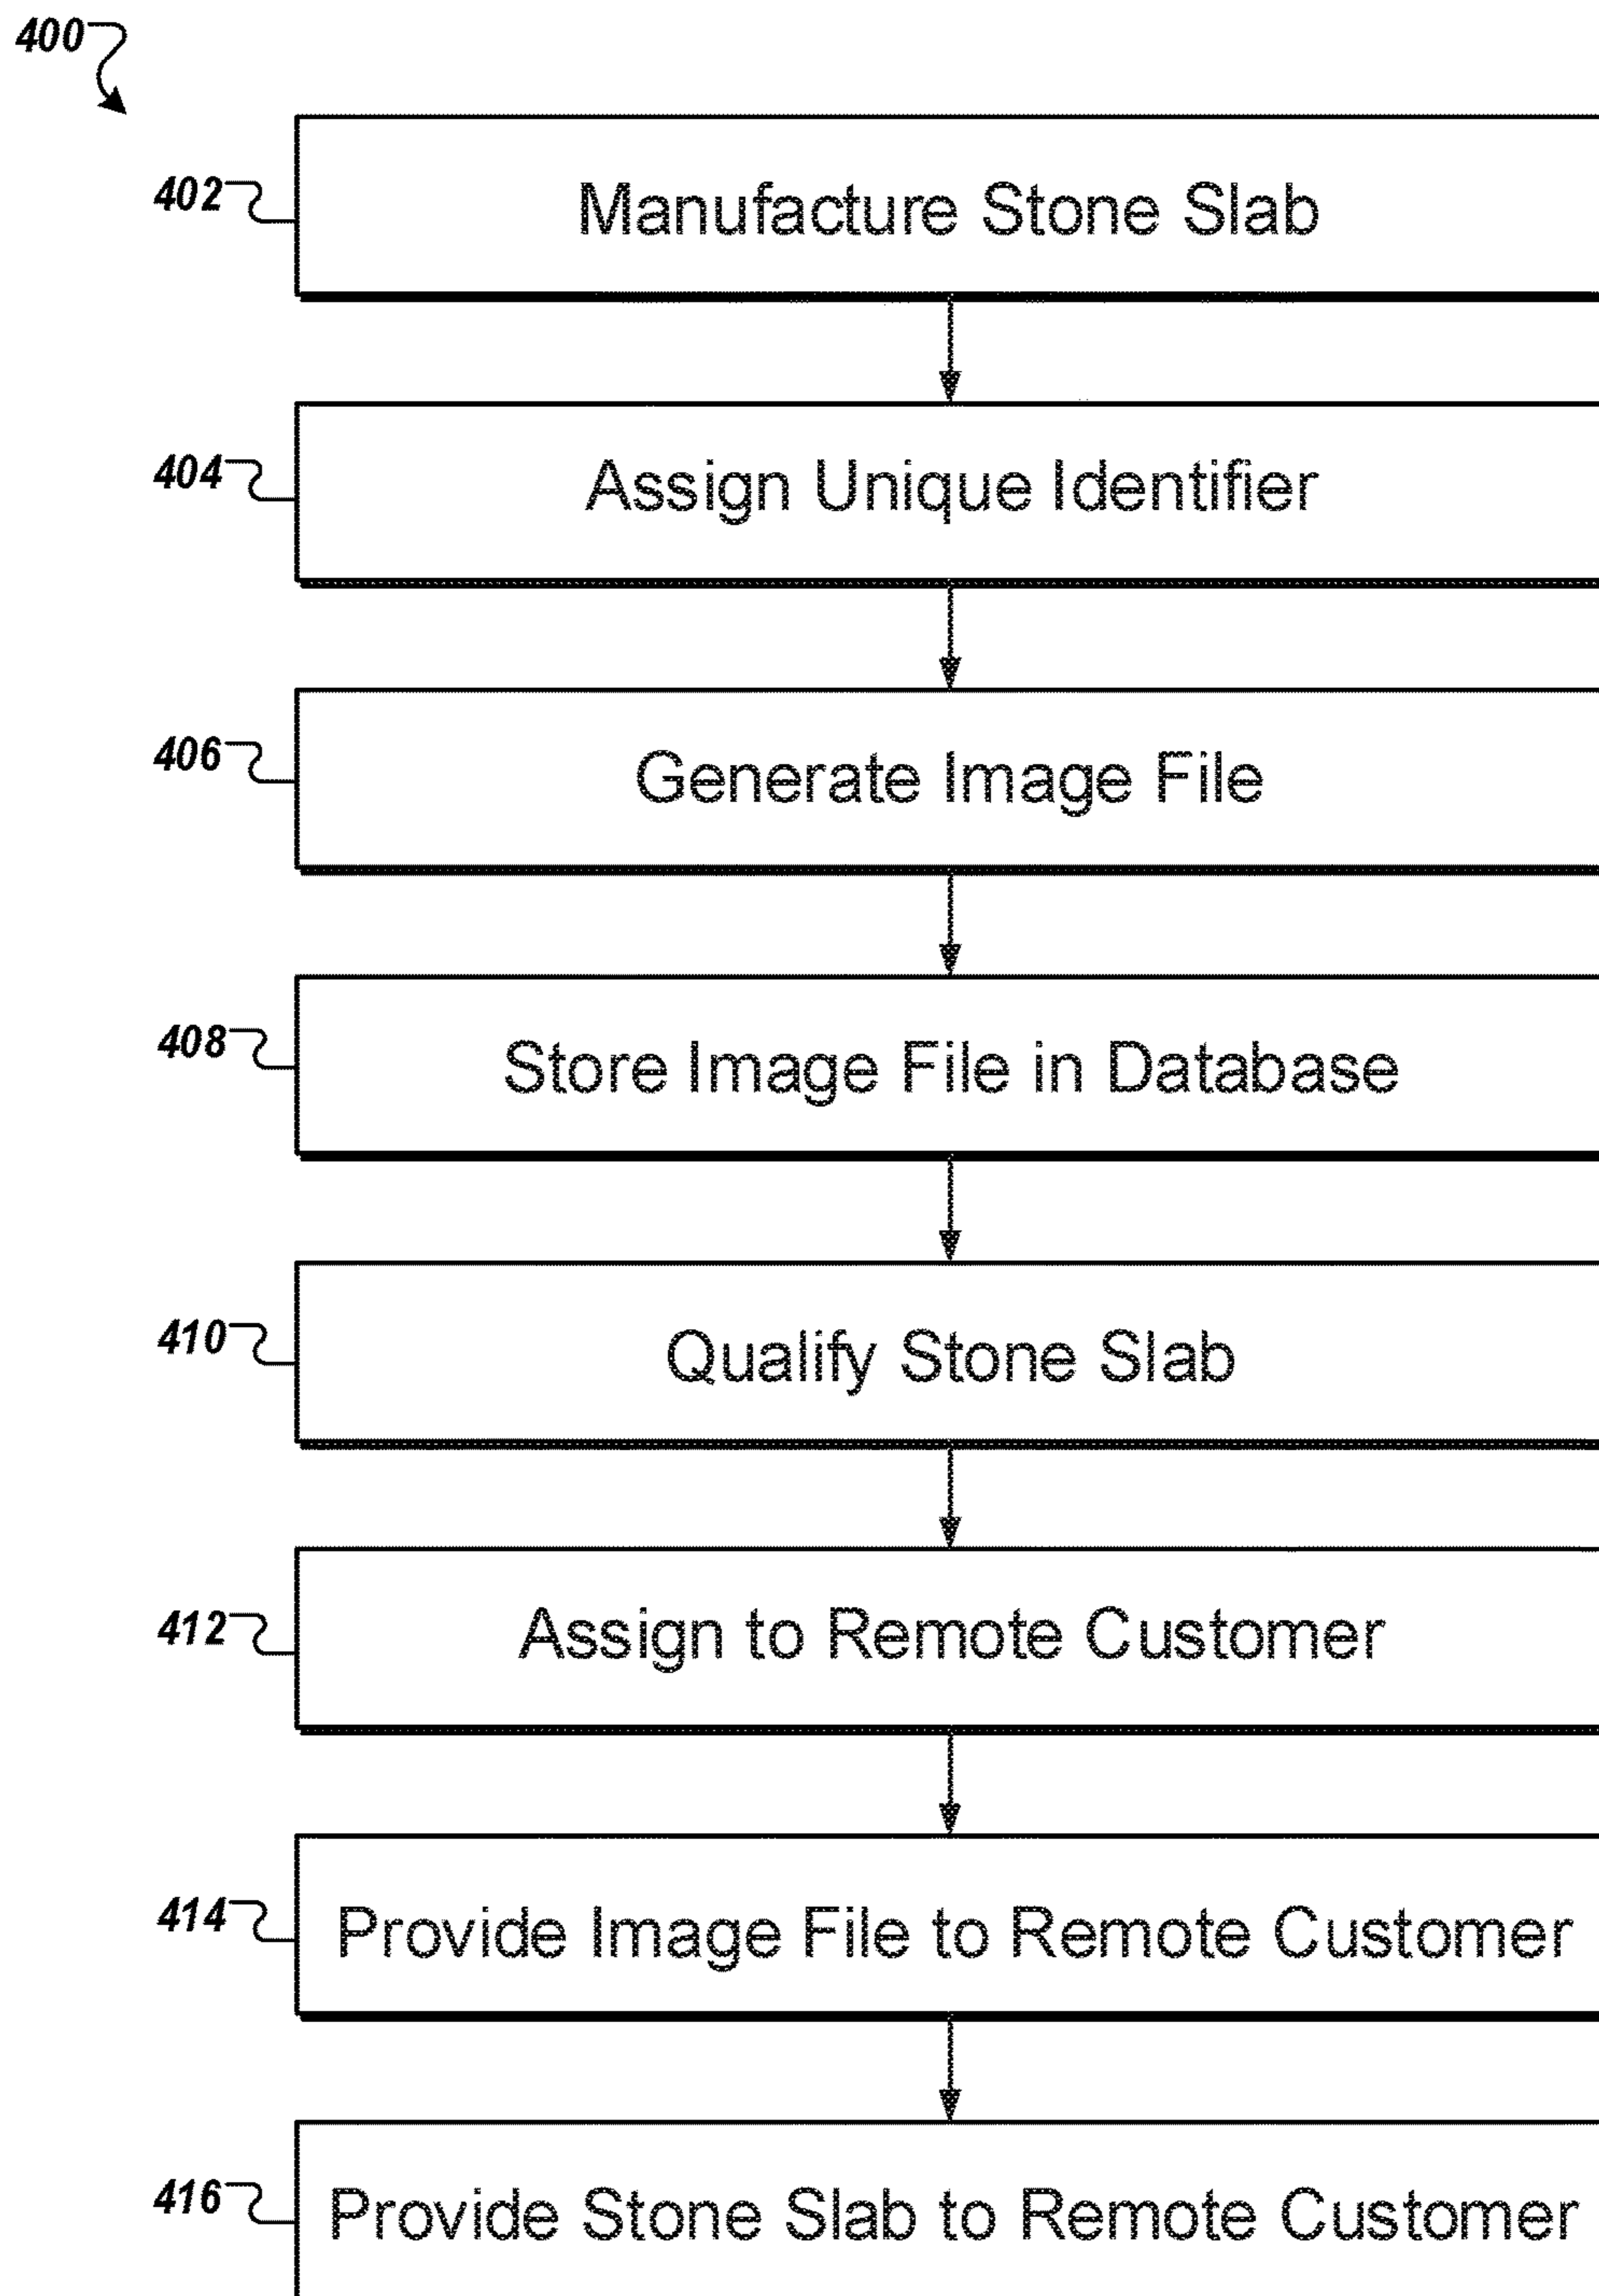 400
402 Manufacture Stone Slab
404 Assign Unique Identifier
406 Generate Image File
408 Store Image File in Database
410 Qualify Stone Slab
412 Assign to Remote Customer
414 Provide Image File to Remote Customer
416 Provide Stone Slab to Remote Customer